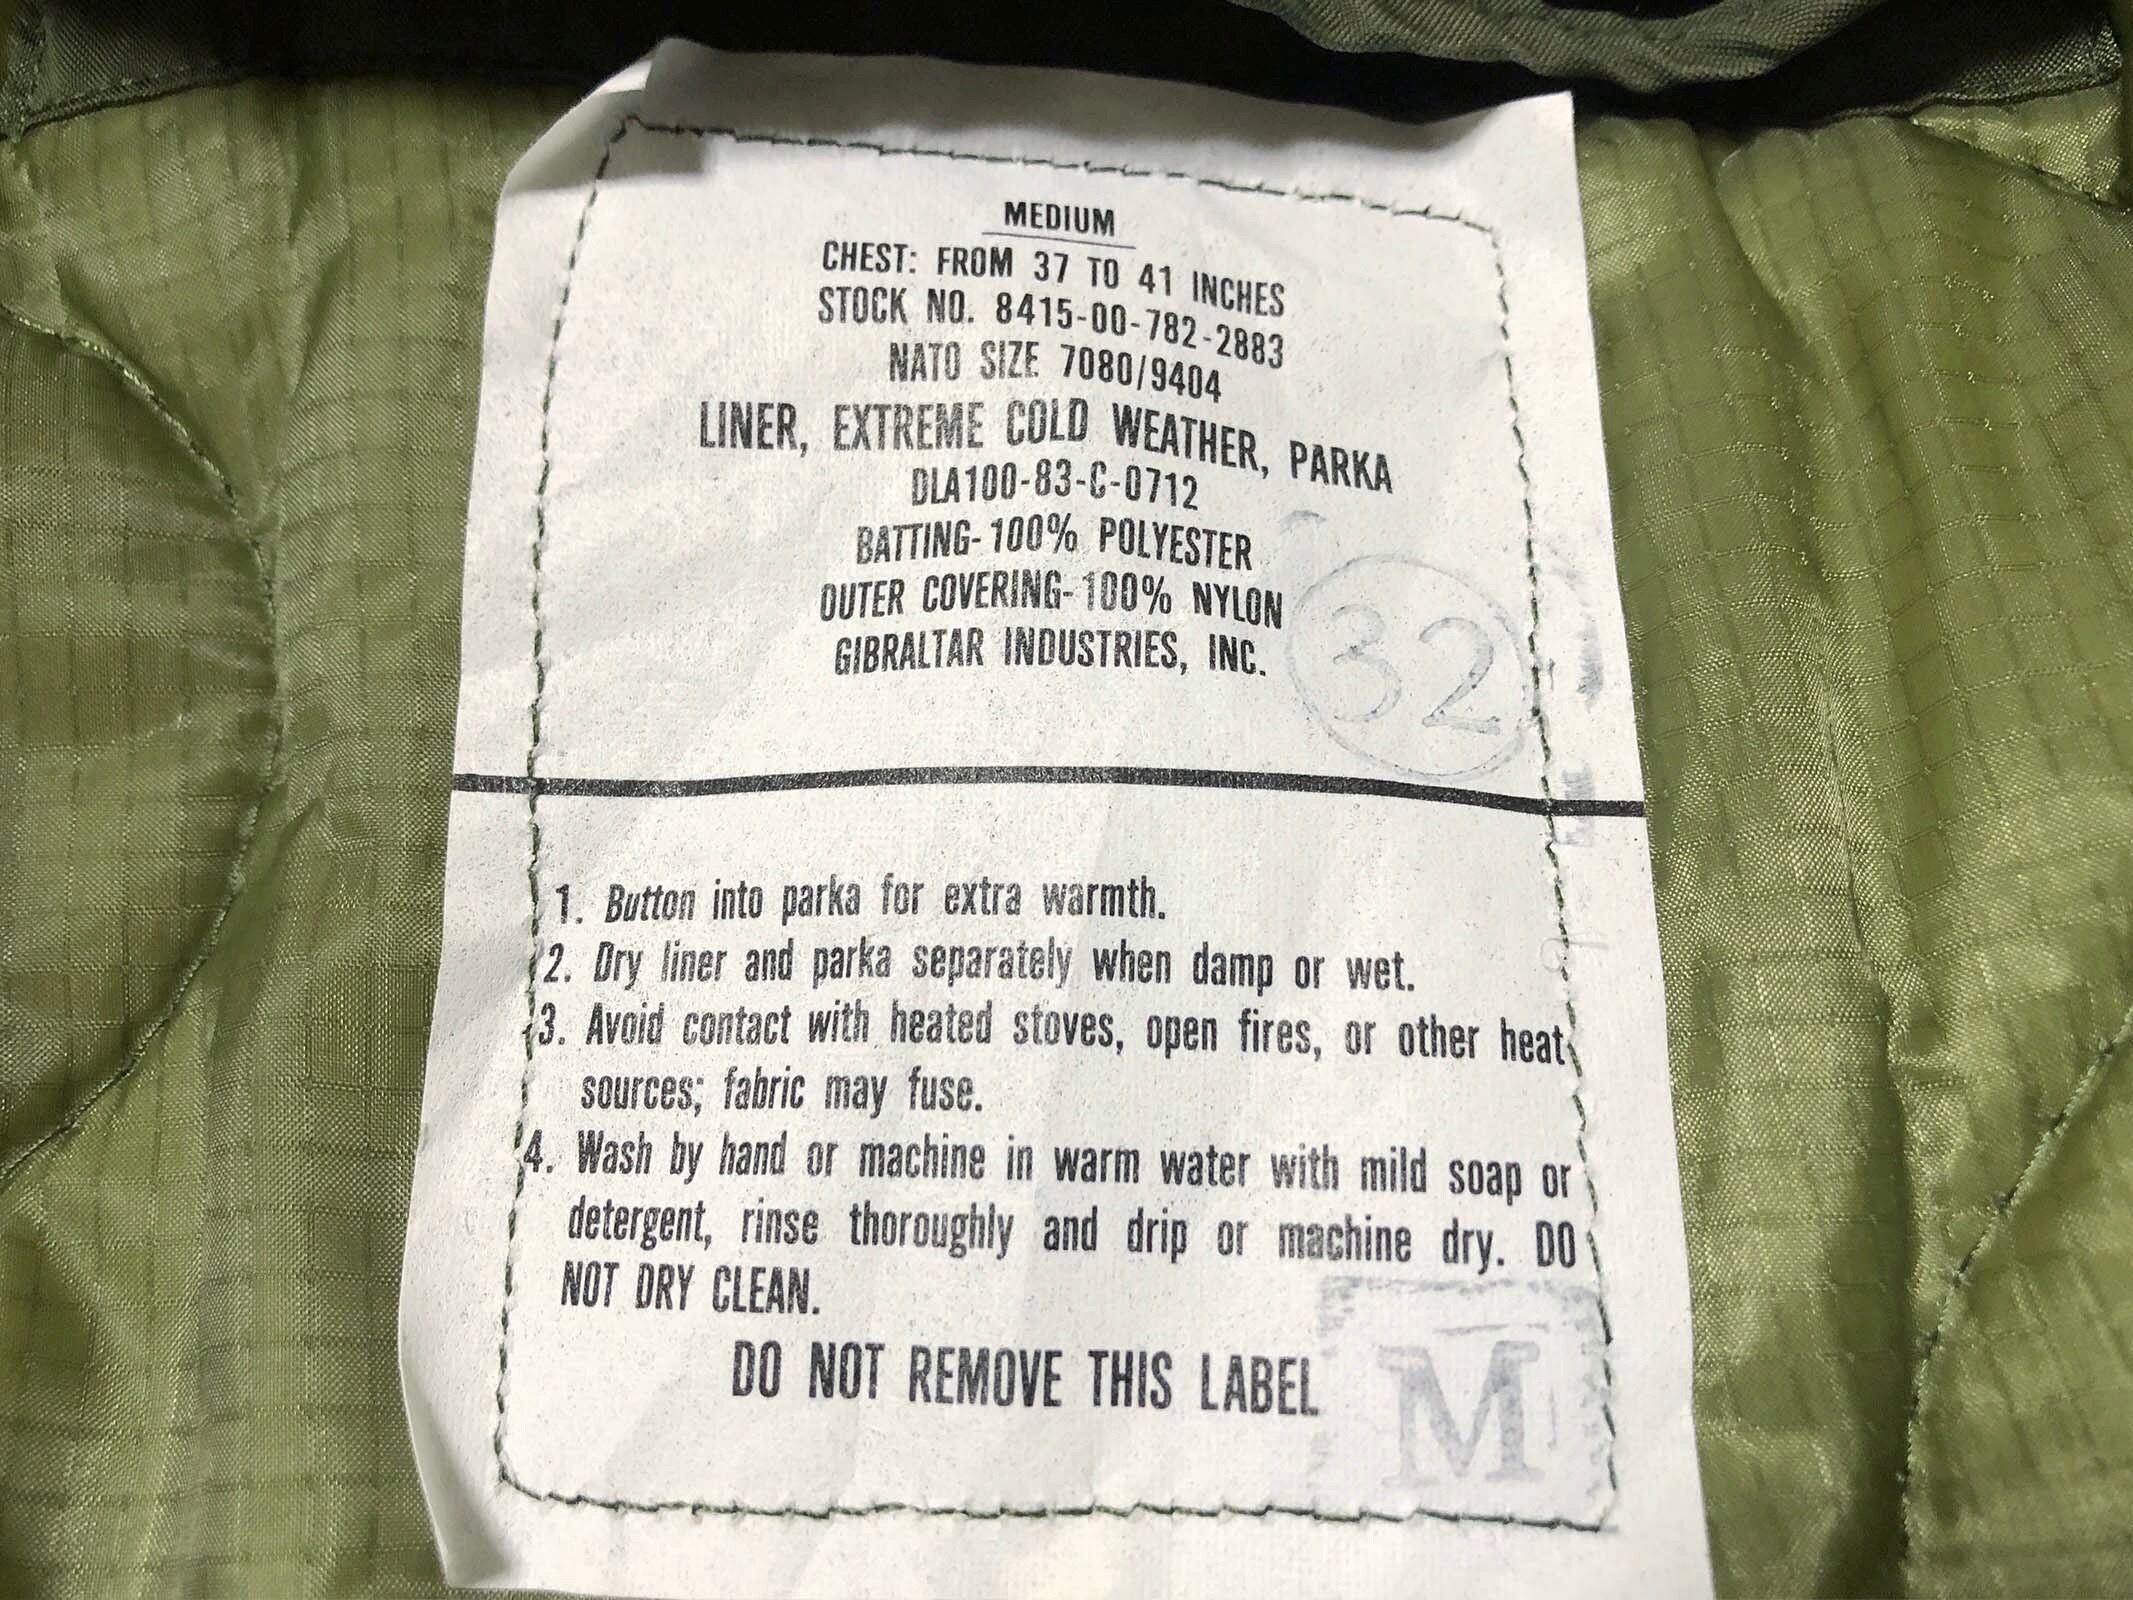 MEDIUM
CHEST: FROM 37 TO 41 INCHES
STOCK NO. 8415-00-782-2883
NATO SIZE 7080/9404
LINER, EXTREME COLD WEATHER, PARKA
DLA100-83-C-0712
BATTING-100% POLYESTER
OUTER COVERING-100% NYLON
GIBRALTAR INDUSTRIES, INC.
32
1. Button into parka for extra warmth.
2. Dry liner and parka separately when damp or wet.
3. Avoid contact with heated stoves, open fires, or other heat
sources; fabric may fuse.
4. Wash by hand or machine in warm water with mild soap or
detergent, rinse thoroughly and drip or machine dry. DO
NOT DRY CLEAN.
DO NOT REMOVE THIS LABEL
M